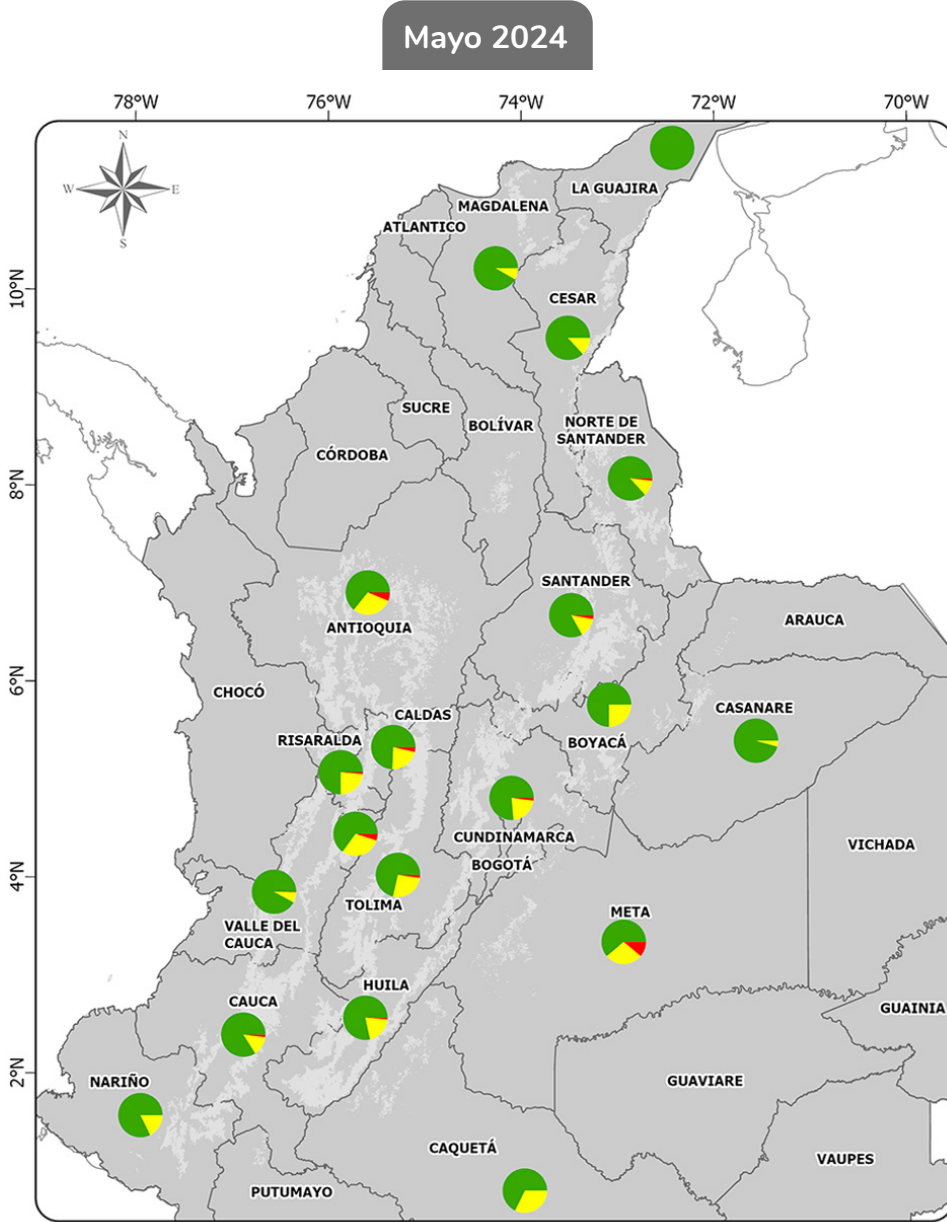 Mayo 2024
78°W
76°W
74°W
72°W
70°W
N
W
E
S
LA GUAJIRA
MAGDALENA
ATLANTICO
10°N
CESAR
SUCRE
BOLÍVAR
NORTE DE
SANTANDER
CÓRDOBA
8°N
SANTANDER
ANTIOQUIA
ARAUCA
6°N
CHOCÓ
CALDAS
CASANARE
RISARALDA
BOYACÁ
CUNDINAMARCA
VICHADA
BOGOTÁ
4°N
TOLIMA
META
VALLE DEL
CAUCA
HUILA
CAUCA
GUAINIA
2°N
NARIÑO
GUAVIARE
CAQUETÁ
VAUPES
PUTUMAYO